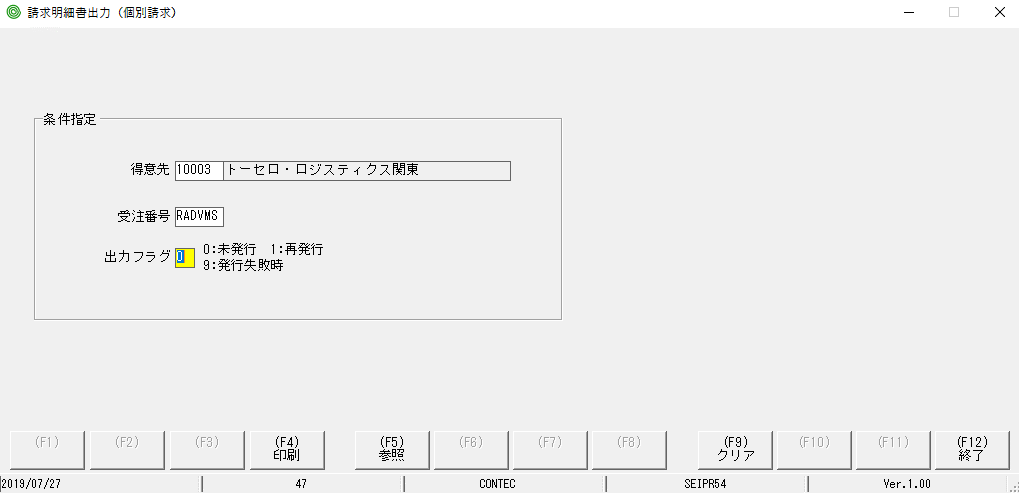 請求明細書出力（個別請求）
条件指定
得意先 10003 トーセロ・ロジスティクス関東
受注番号 RADVMS
出力フラグ 0 0:未発行 1:再発行
9:発行失敗時
(F1) (F2) (F3) (F4) (F5) (F6) (F7) (F8) (F9) (F10) (F11) (F12)
印刷 参照 クリア 終了
2019/07/27 47 CONTEC SEIPR54 Ver.1.00